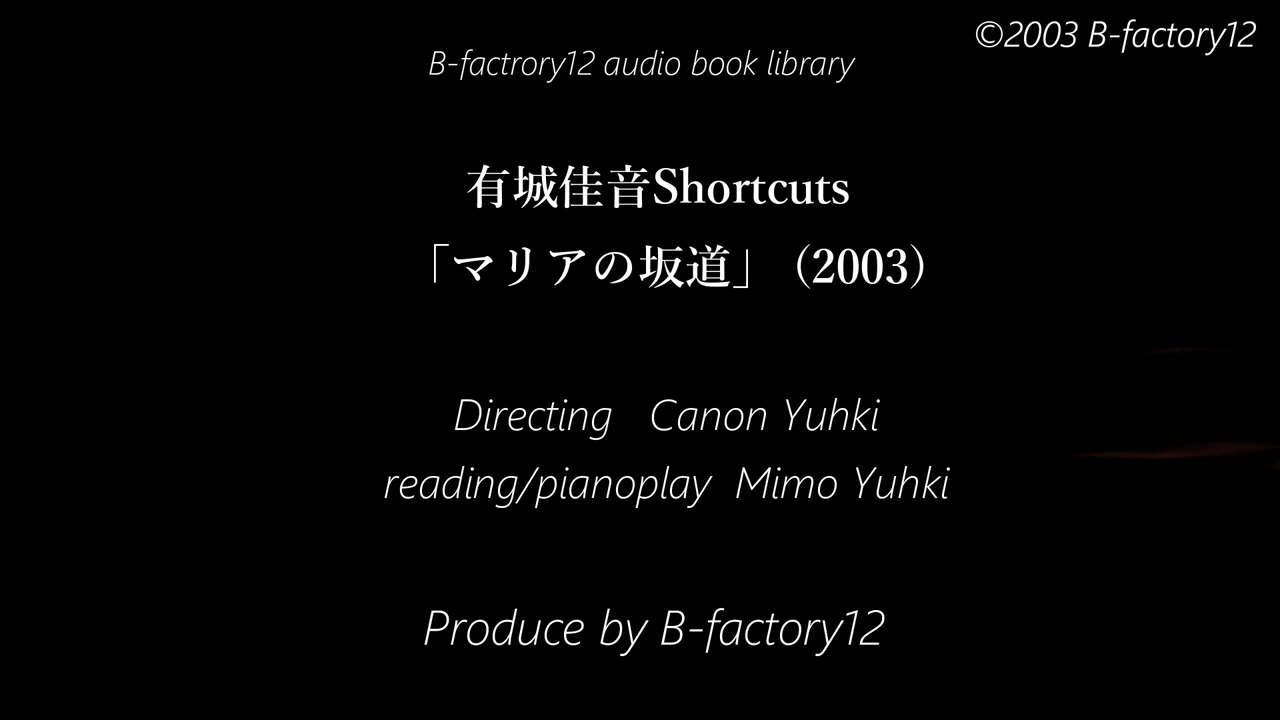 ©2003 B-factory12
B-factrory12 audio book library
有城佳音Shortcuts
「マリアの坂道」（2003）
Directing Canon Yuhki
reading/pianoplay Mimo Yuhki
Produce by B-factory12